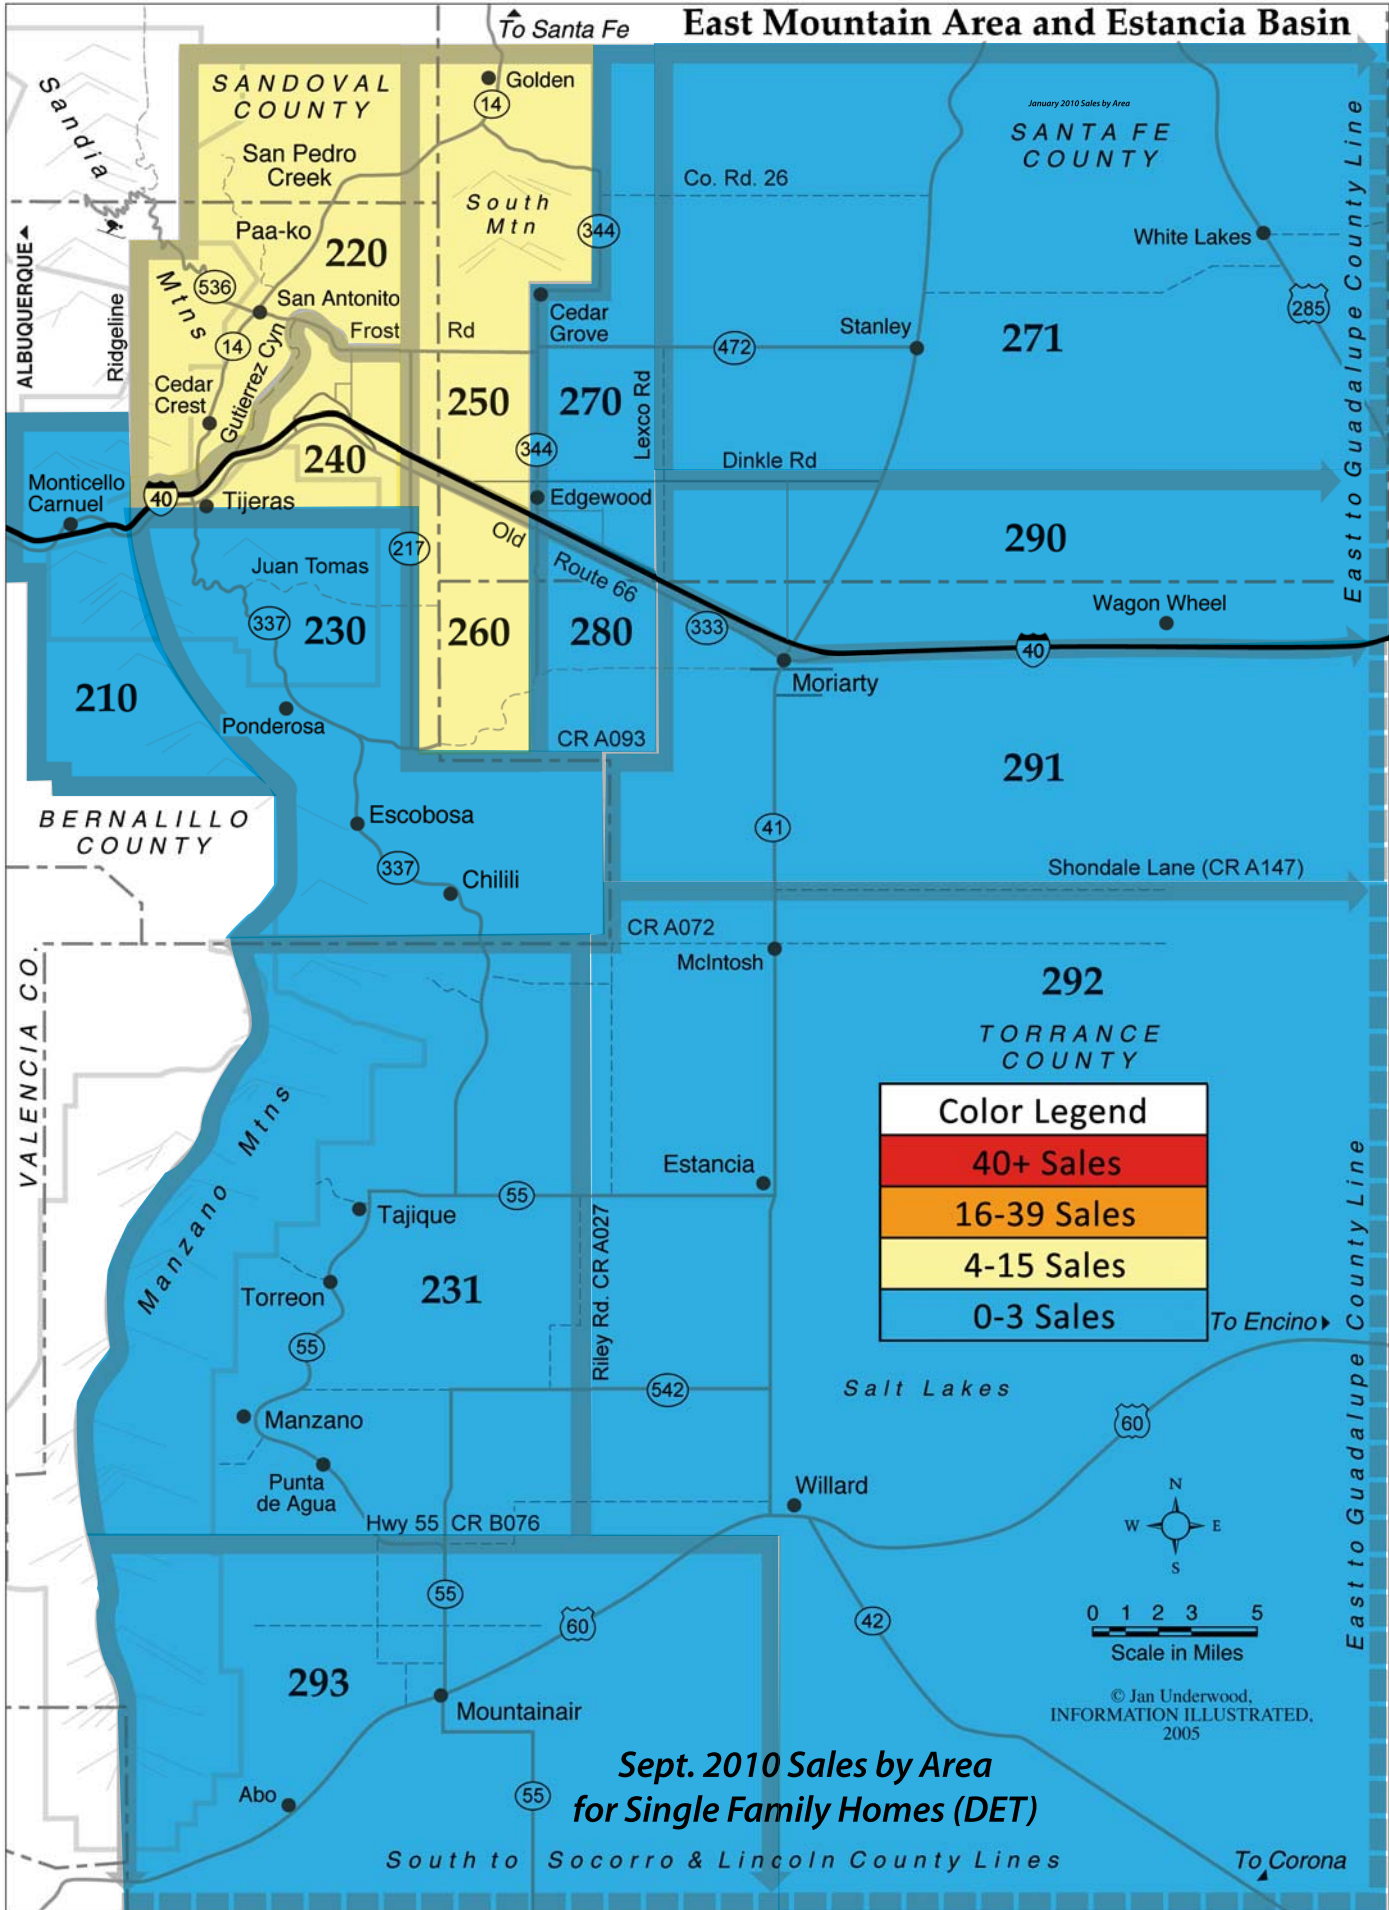 To Santa Fe
East Mountain Area and Estancia Basin
January 2010 Sales by Area
SANDOVAL
COUNTY
Golden
14
SANTA FE
COUNTY
Sandia
Mtns
San Pedro
Creek
Co. Rd. 26
South
Mtn
344
Paa-ko
220
White Lakes
ALBUQUERQUE
Ridgeline
536
San Antonito
14
Frost
Rd
Cedar
Grove
Stanley
472
271
285
East to Guadalupe County Line
Cedar
Crest
Gutierrez Cyn
250
270
Lexco Rd
240
344
Dinkle Rd
Monticello
Carnuel
40
Tijeras
Edgewood
217
Old
Route 66
290
Juan Tomas
337
230
260
280
333
Wagon Wheel
40
210
Ponderosa
Moriarty
CR A093
291
BERNALILLO
COUNTY
Escobosa
41
337
Chilili
Shondale Lane (CR A147)
CR A072
McIntosh
VALENCIA CO.
292
TORRANCE
COUNTY
Manzano Mtns
Color Legend
40+ Sales
16-39 Sales
4-15 Sales
0-3 Sales
Estancia
55
Tajique
Riley Rd. CR A027
231
Torreon
55
To Encino
East to Guadalupe County Line
542
Salt Lakes
60
Manzano
Punta
de Agua
Willard
N
W
E
S
Hwy 55
CR B076
55
60
42
0 1 2 3 5
Scale in Miles
293
Mountainair
© Jan Underwood,
INFORMATION ILLUSTRATED,
2005
Sept. 2010 Sales by Area
for Single Family Homes (DET)
Abo
55
South to Socorro & Lincoln County Lines
To Corona